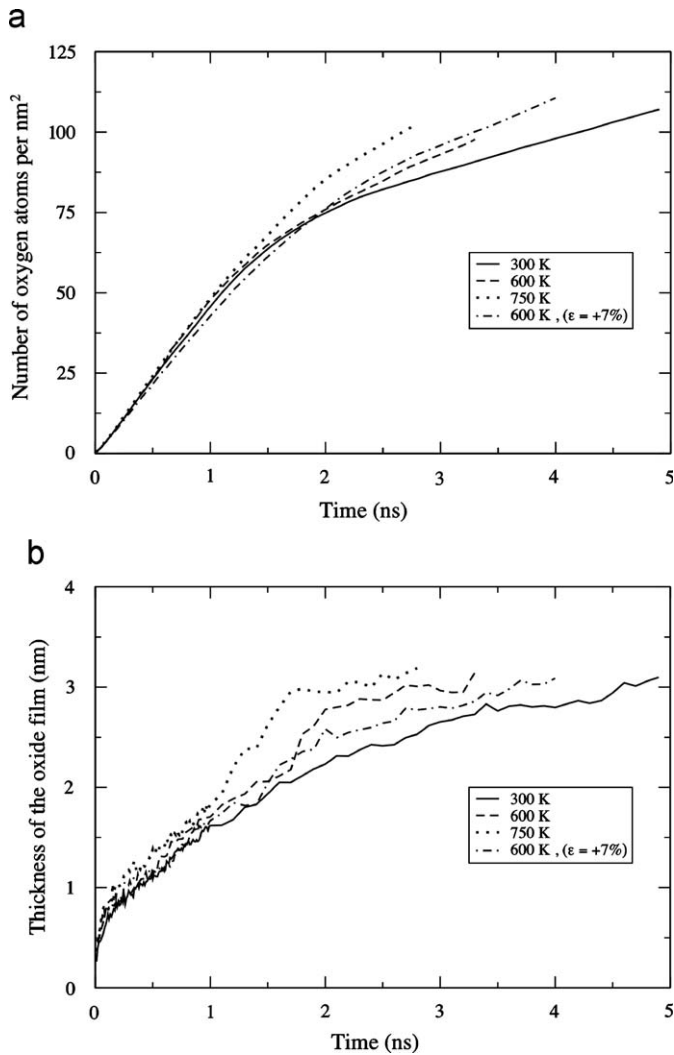 a
125
100
75
50
25
0
Number of oxygen atoms per nm²
300 K
600 K
750 K
600 K , (ε = +7%)
0 1 2 3 4 5
Time (ns)
b
4
3
2
1
0
Thickness of the oxide film (nm)
300 K
600 K
750 K
600 K , (ε = +7%)
0 1 2 3 4 5
Time (ns)